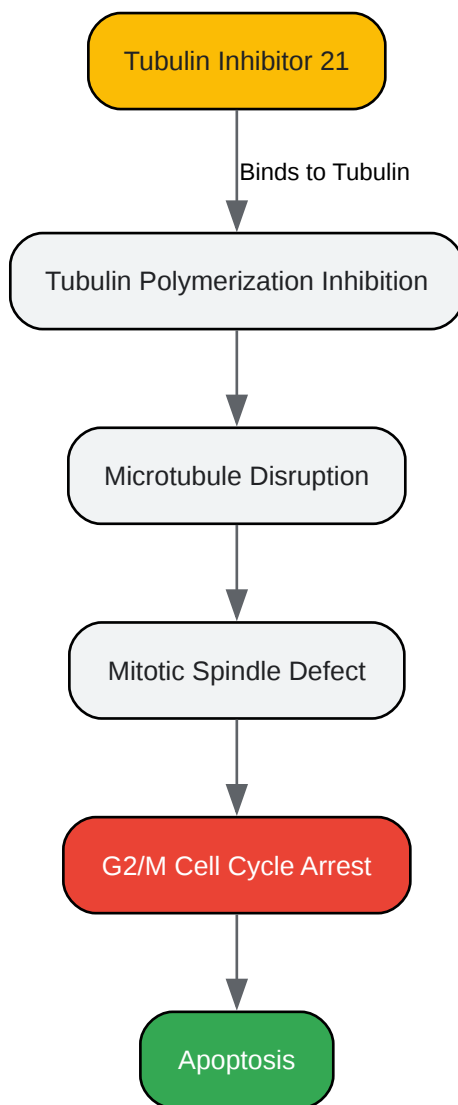 Tubulin Inhibitor 21
Binds to Tubulin
Tubulin Polymerization Inhibition
Microtubule Disruption
Mitotic Spindle Defect
G2/M Cell Cycle Arrest
Apoptosis